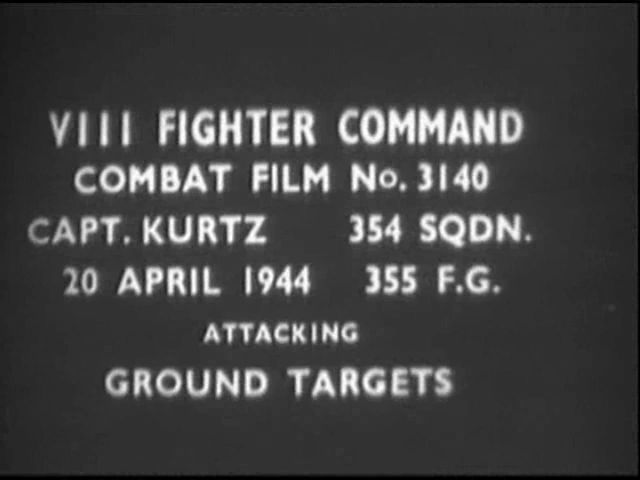 VIII FIGHTER COMMAND
COMBAT FILM No. 3140
CAPT. KURTZ 354 SQDN.
20 APRIL 1944 355 F.G.
ATTACKING
GROUND TARGETS